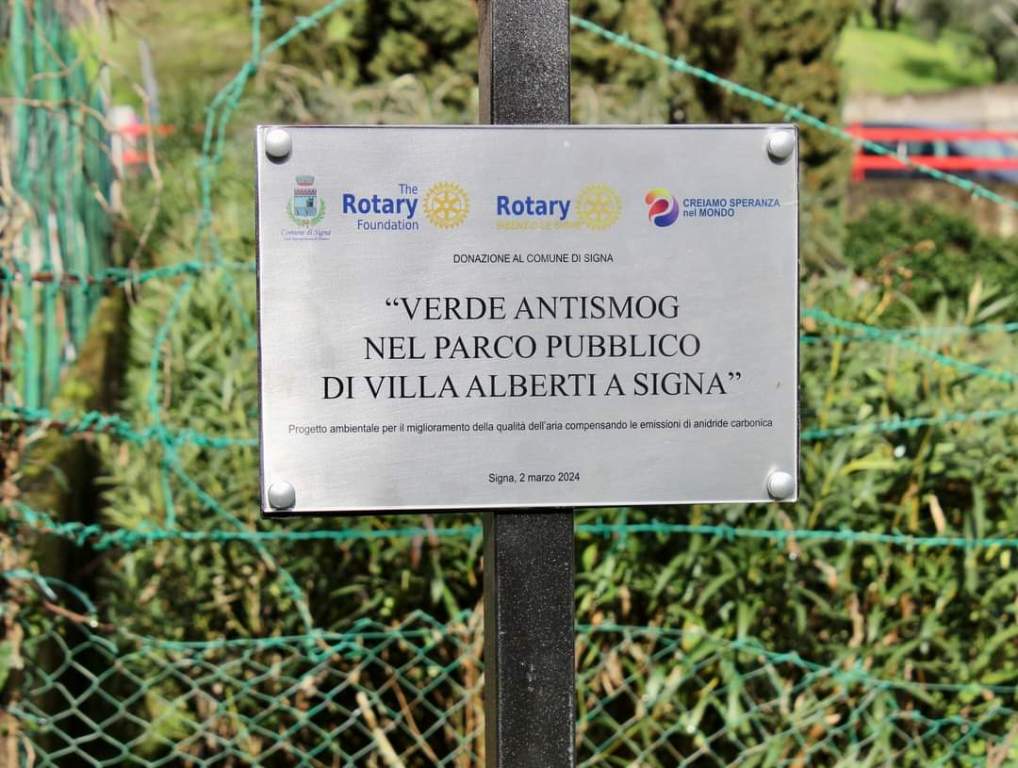 Comune di Signa
The
Rotary
Foundation
Rotary
CREIAMO SPERANZA
nel MONDO
DONAZIONE AL COMUNE DI SIGNA
“VERDE ANTISMOG
NEL PARCO PUBBLICO
DI VILLA ALBERTI A SIGNA”
Progetto ambientale per il miglioramento della qualità dell'aria compensando le emissioni di anidride carbonica
Signa, 2 marzo 2024